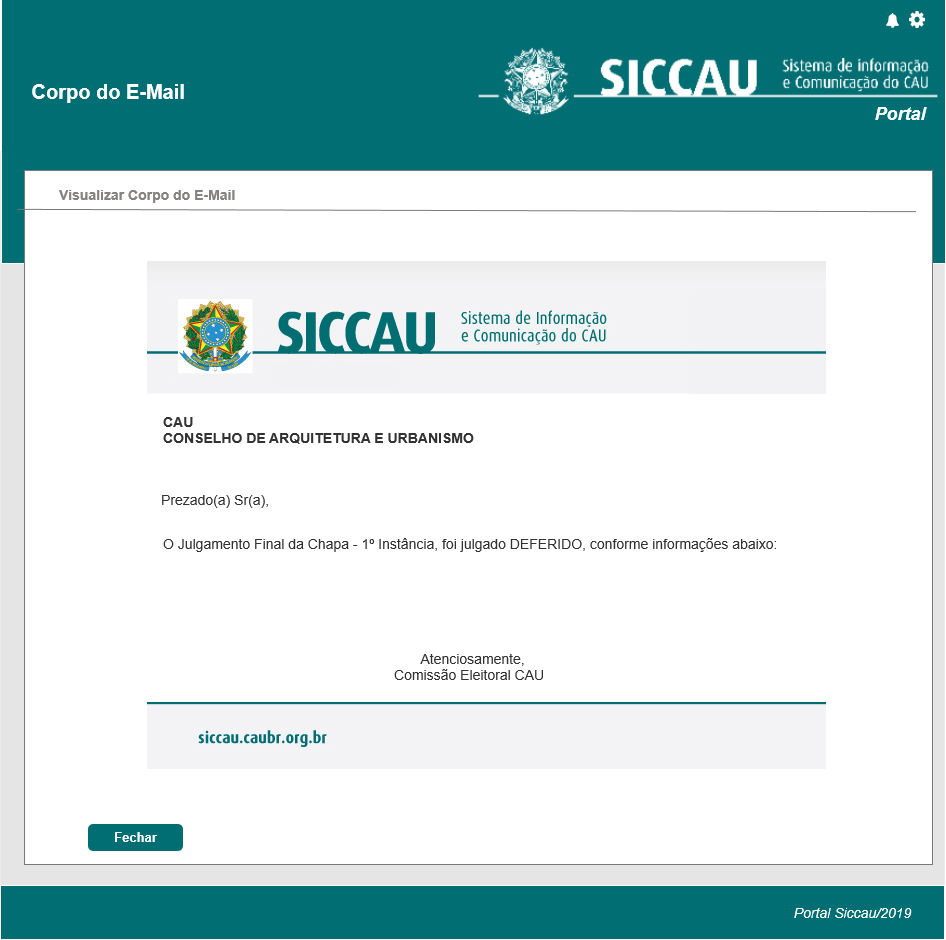 Corpo do E-Mail
SICCAU
Sistema de Informação
e Comunicação do CAU
Portal
Visualizar Corpo do E-Mail
SICCAU
Sistema de Informação
e Comunicação do CAU
CAU
CONSELHO DE ARQUITETURA E URBANISMO
Prezado(a) Sr(a),
O Julgamento Final da Chapa - 1º Instância, foi julgado DEFERIDO, conforme informações abaixo:
Atenciosamente,
Comissão Eleitoral CAU
siccau.caubr.org.br
Fechar
Portal Siccau/2019